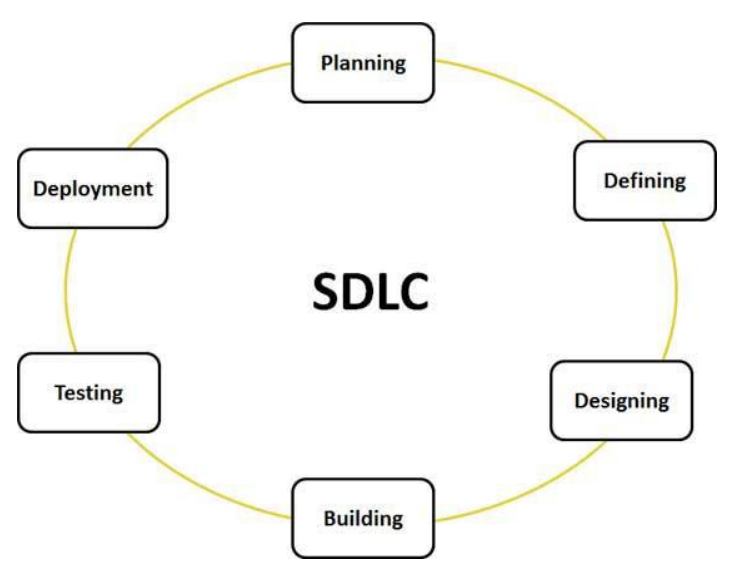 Planning
Defining
Designing
Building
Testing
Deployment
SDLC